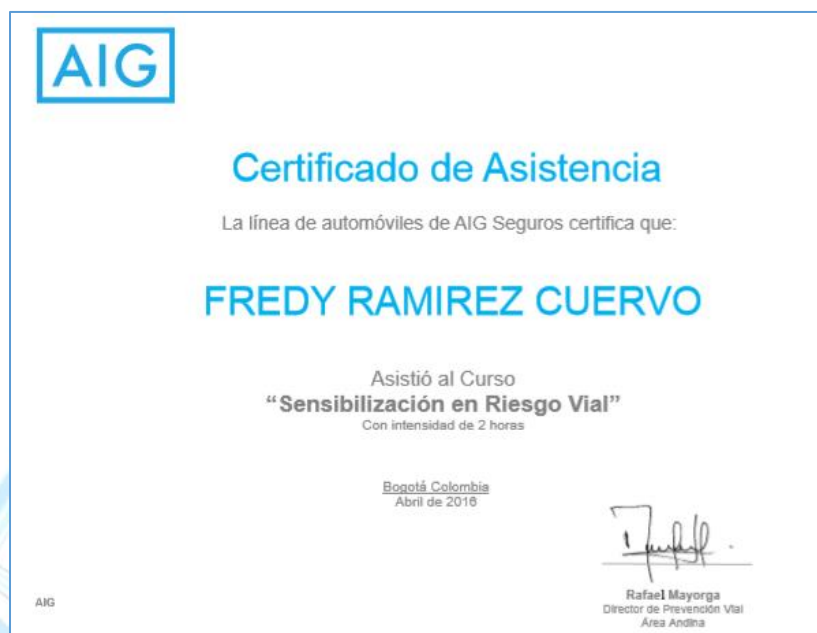 AIG
Certificado de Asistencia
La línea de automóviles de AIG Seguros certifica que:
FREDY RAMIREZ CUERVO
Asistió al Curso
“Sensibilización en Riesgo Vial”
Con intensidad de 2 horas
Bogotá Colombia
Abril de 2016
Rafael Mayorga
Director de Prevención Vial
Área Andina
AIG